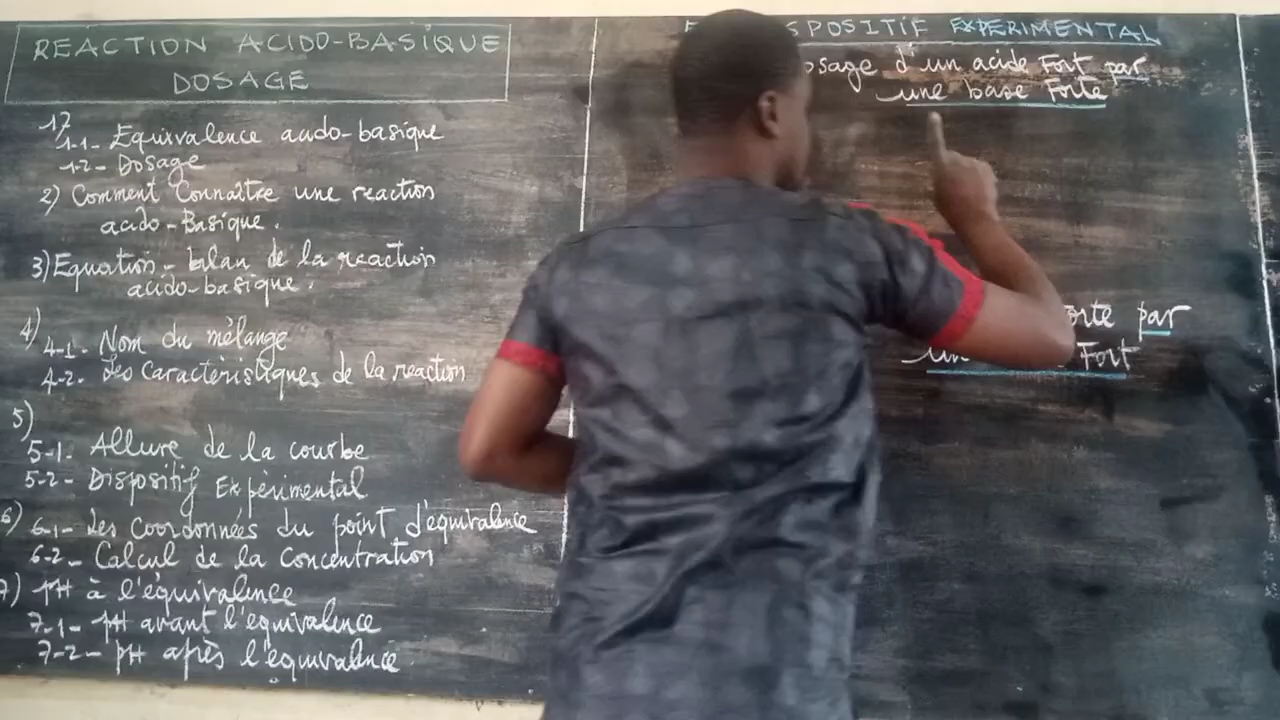 REACTION ACIDO-BASIQUE
DOSAGE
1)
1-1- Equivalence acido-basique
1-2- Dosage
2) Comment Connaître une reaction
acido-Basique.
3) Equation-bilan de la reaction
acido-basique.
4)
4-1- Nom du mélange
4-2- Les caractéristiques de la réaction
5)
5-1- Allure de la courbe
5-2- Dispositif Expérimental
6) 6-1- Les coordonnées du point d'équivalence
6-2- Calcul de la Concentration
7) PH à l'équivalence
7-1- PH avant l'équivalence
7-2- PH après l'équivalence
SPOSITIF EXPERIMENTAL
osage d'un acide Fort par
une base Forte
orte par
un Fort